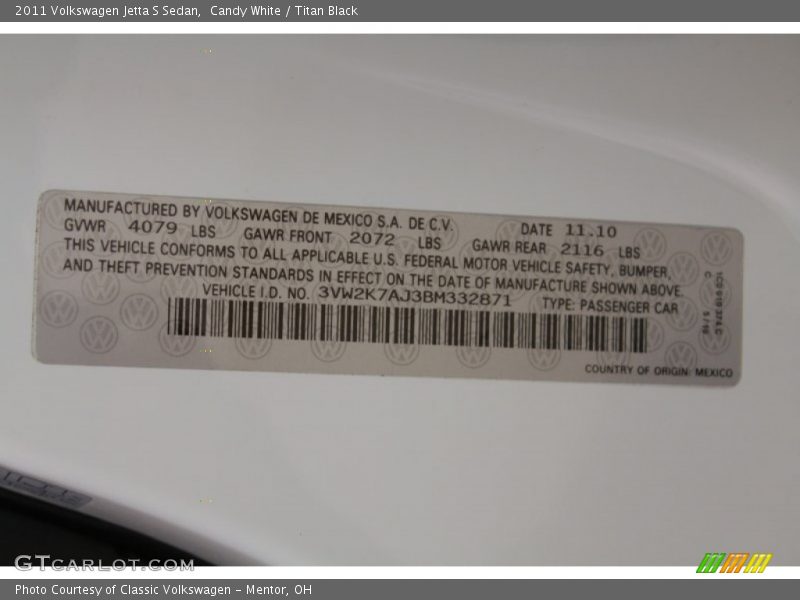 2011 Volkswagen Jetta S Sedan,  Candy White / Titan Black
MANUFACTURED BY VOLKSWAGEN DE MEXICO S.A. DE C.V. DATE 11.10
GVWR 4079 LBS GAWR FRONT 2072 LBS GAWR REAR 2116 LBS
THIS VEHICLE CONFORMS TO ALL APPLICABLE U.S. FEDERAL MOTOR VEHICLE SAFETY, BUMPER,
AND THEFT PREVENTION STANDARDS IN EFFECT ON THE DATE OF MANUFACTURE SHOWN ABOVE.
VEHICLE I.D. NO. 3VW2K7AJ3BM332871 TYPE: PASSENGER CAR
COUNTRY OF ORIGIN: MEXICO
GTCARLOT.COM
Photo Courtesy of Classic Volkswagen - Mentor, OH